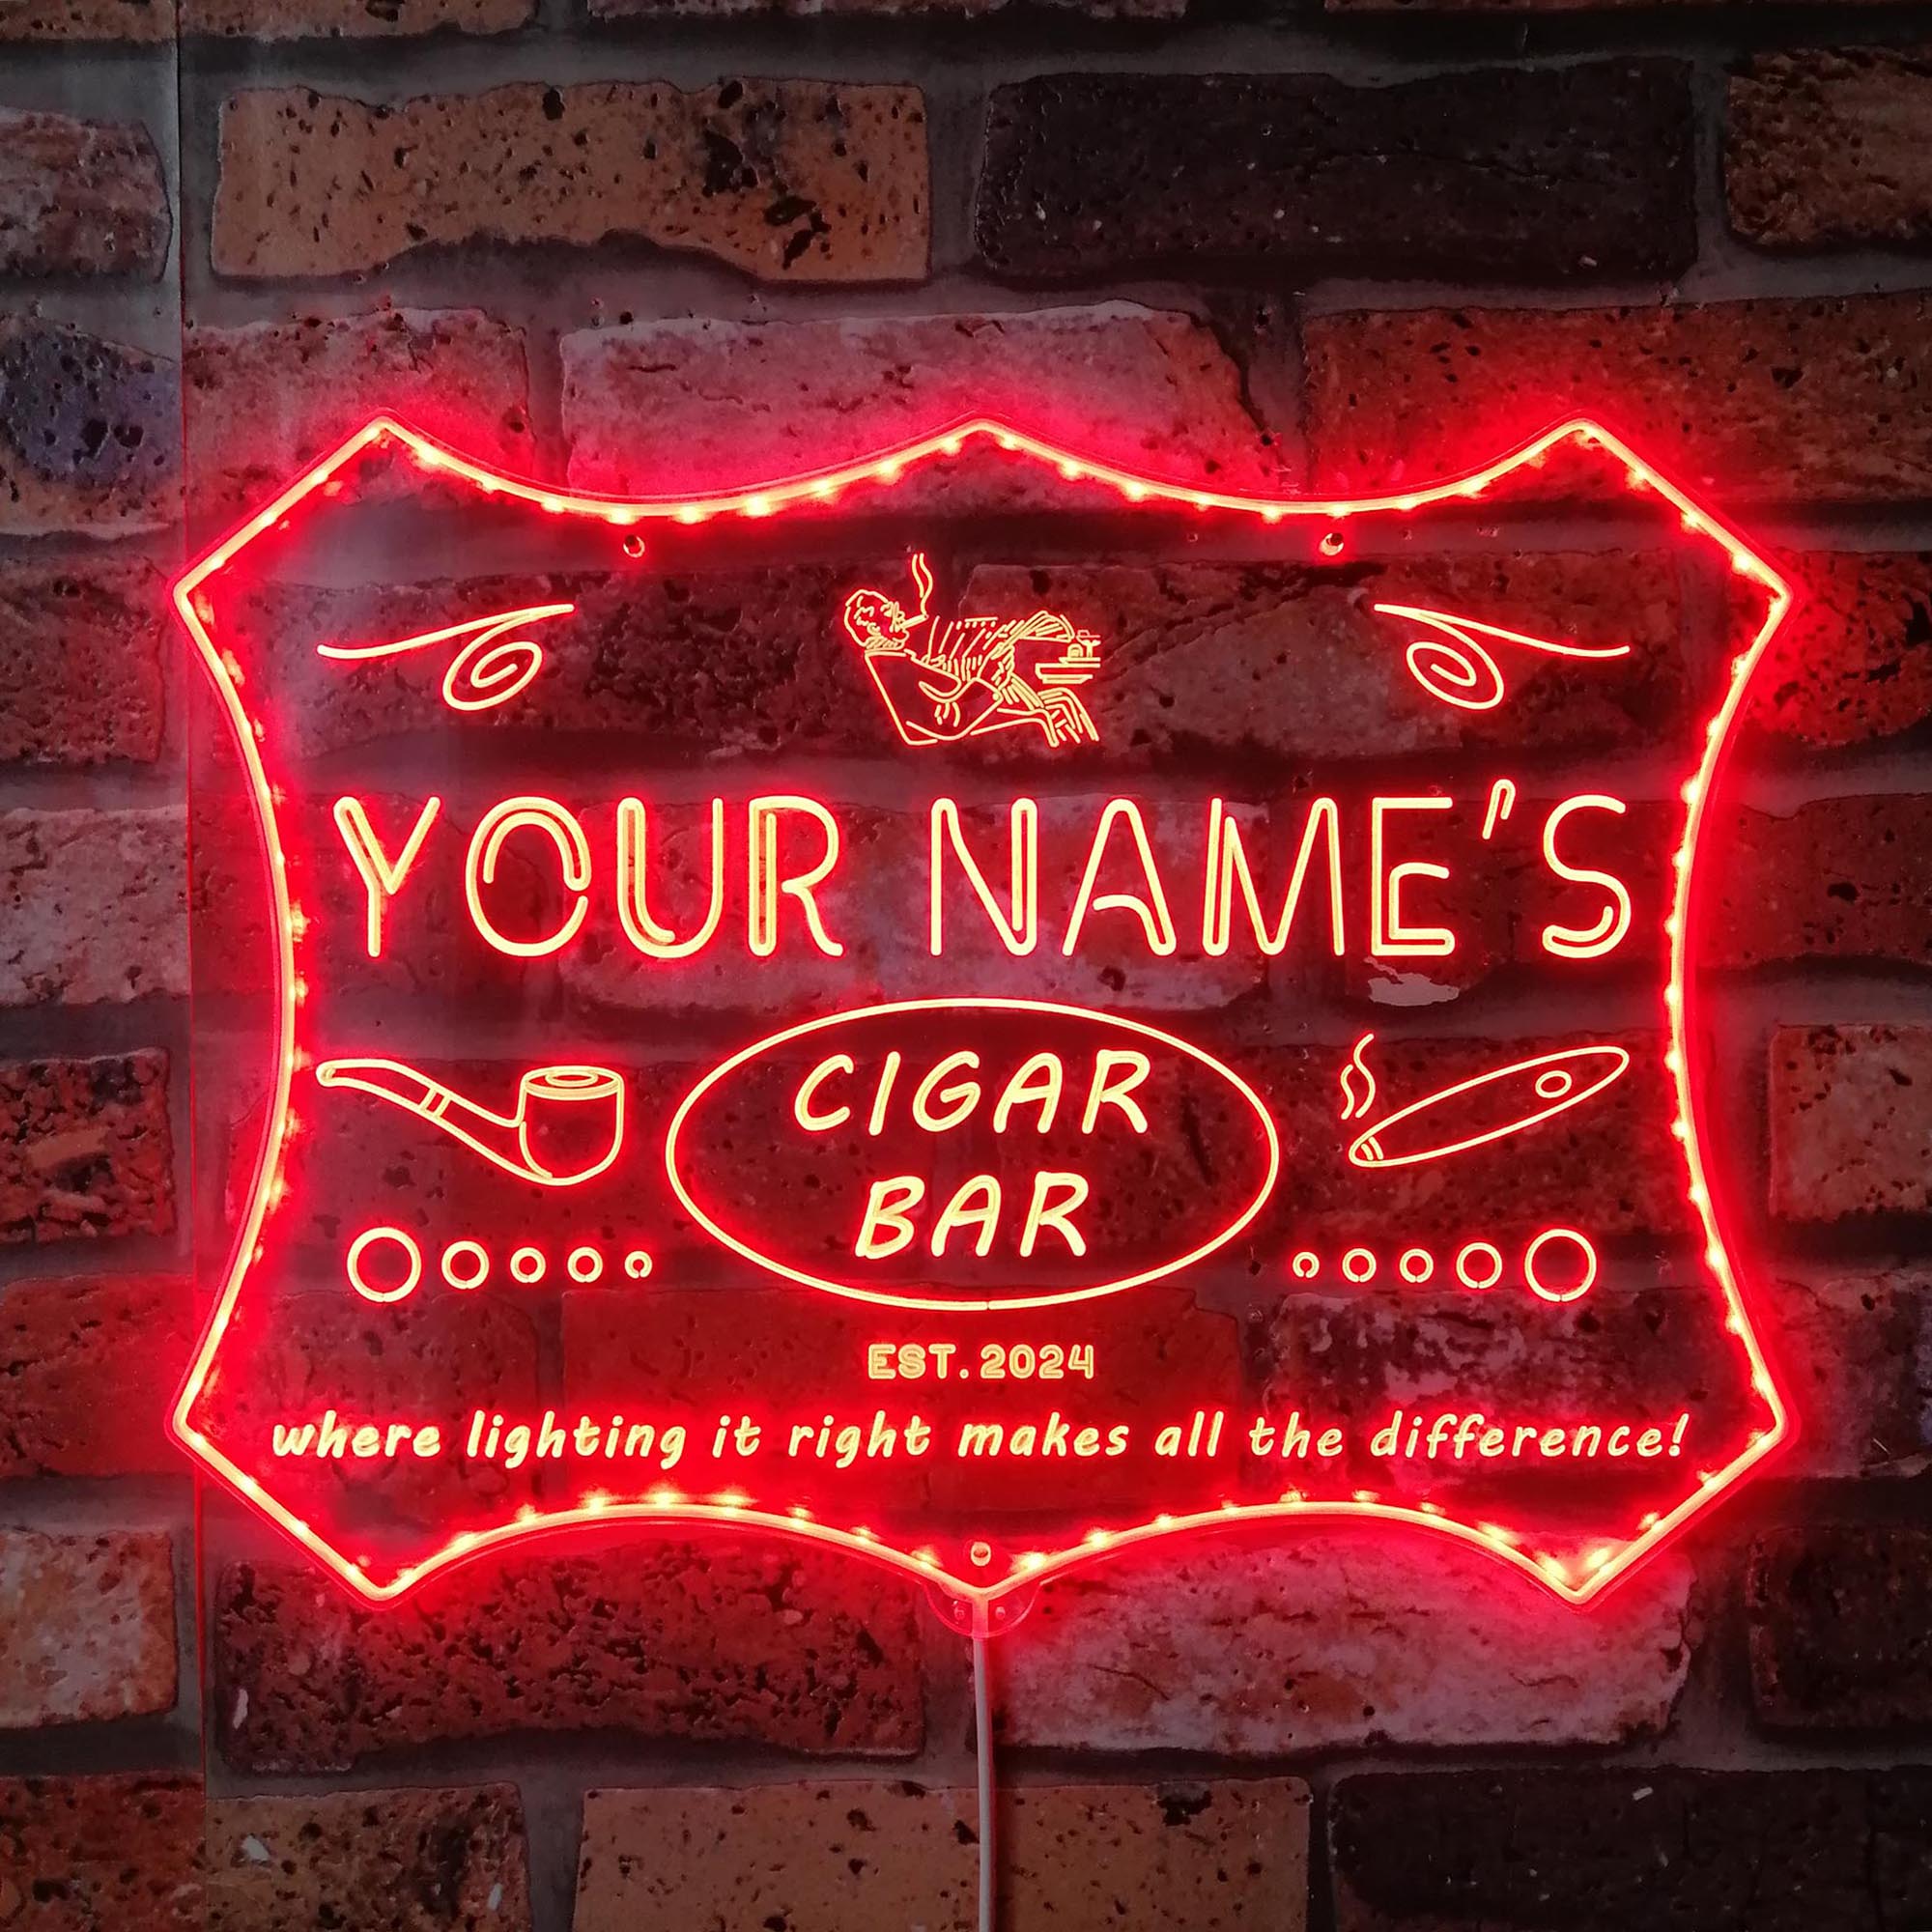 YOUR NAME'S
CIGAR
BAR
EST. 2024
where lighting it right makes all the difference!